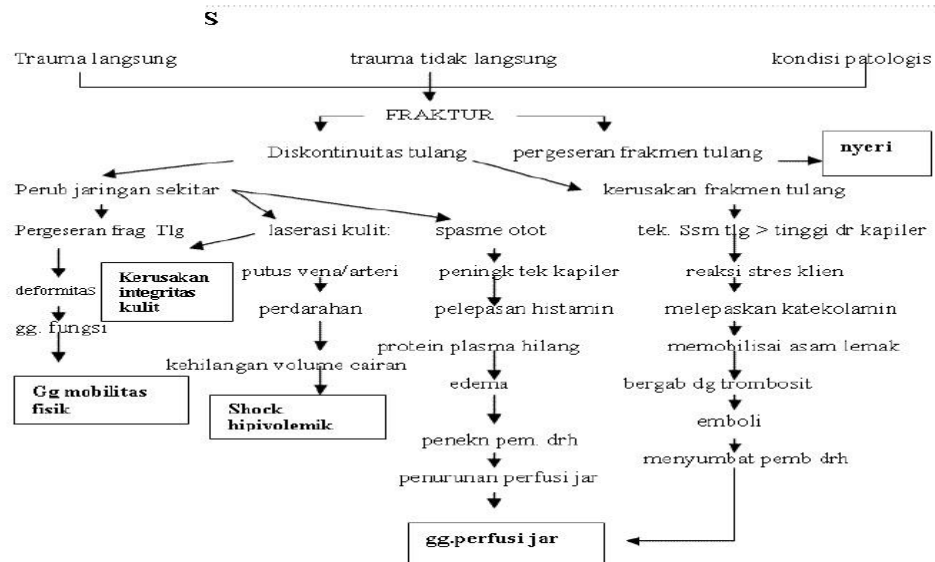 S
Trauma langsung
trauma tidak langsung
kondisi patologis
FRAKTUR
Diskontinuitas tulang
pergeseran frakmen tulang
nyeri
Perub jaringan sekitar
kerusakan frakmen tulang
Pergeseran frag Tlg
laserasi kulit:
spasme otot
tek. Ssm tlg > tinggi dr kapiler
deformitas
Kerusakan
integritas
kulit
putus vena/arteri
peningk tek kapiler
reaksi stres klien
gg. fungsi
perdarahan
pelepasan histamin
melepaskan katekolamin
protein plasma hilang
memobilisai asam lemak
kehilangan volume cairan
Gg mobilitas
fisik
edema
bergab dg trombosit
Shock
hipivolemik
emboli
penekn pem. drh
menyumbat pemb drh
penurunan perfusi jar
gg.perfusi jar